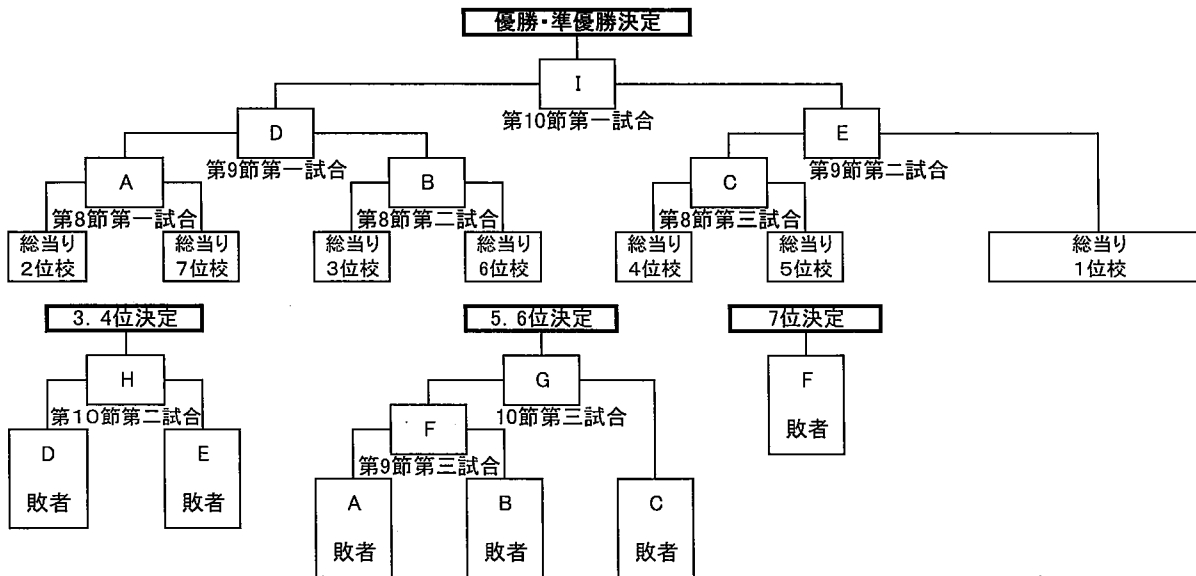 優勝・準優勝決定
I
第10節第一試合
D
E
第9節第一試合
第9節第二試合
A
B
C
第8節第一試合
第8節第二試合
第8節第三試合
総当り
2位校
総当り
7位校
総当り
3位校
総当り
6位校
総当り
4位校
総当り
5位校
総当り
1位校
3. 4位決定
H
第10節第二試合
D
敗者
E
敗者
5. 6位決定
G
10節第三試合
F
第9節第三試合
A
敗者
B
敗者
C
敗者
7位決定
F
敗者